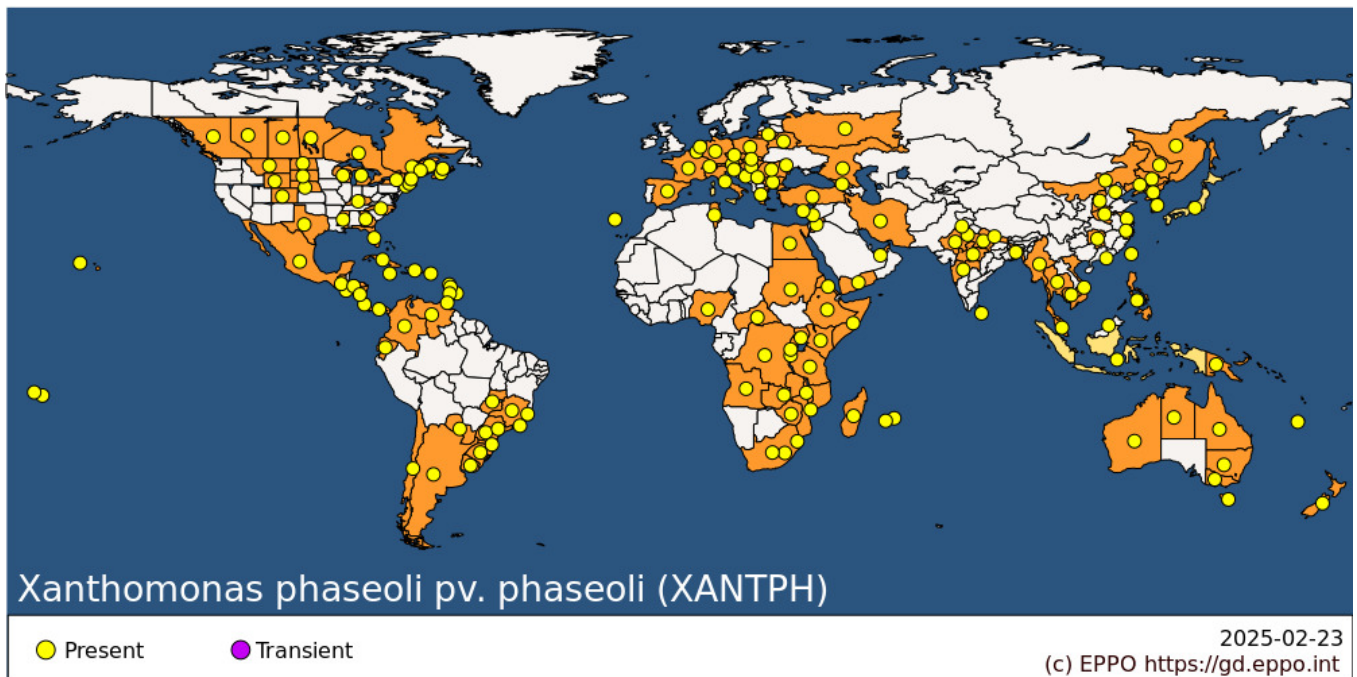 Xanthomonas phaseoli pv. phaseoli (XANTPH)
Present
Transient
2025-02-23
(c) EPPO https://gd.eppo.int